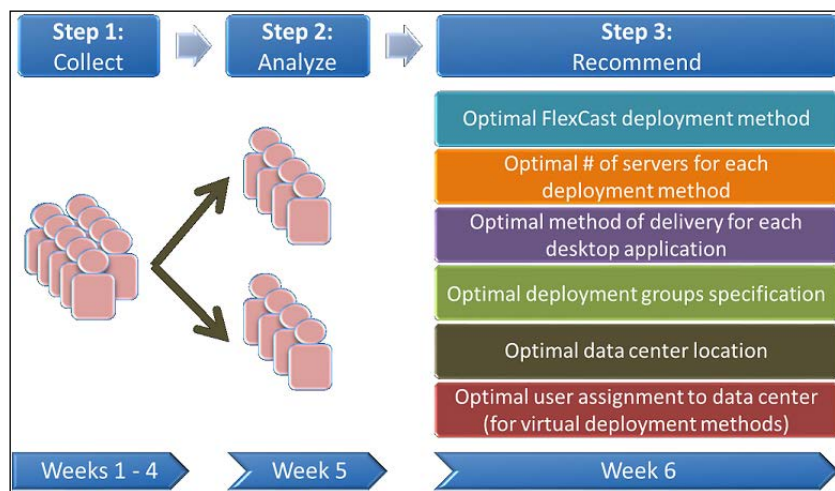 Step 1:
Collect
Step 2:
Analyze
Step 3:
Recommend
Optimal FlexCast deployment method
Optimal # of servers for each
deployment method
Optimal method of delivery for each
desktop application
Optimal deployment groups specification
Optimal data center location
Optimal user assignment to data center
(for virtual deployment methods)
Weeks 1 - 4
Week 5
Week 6